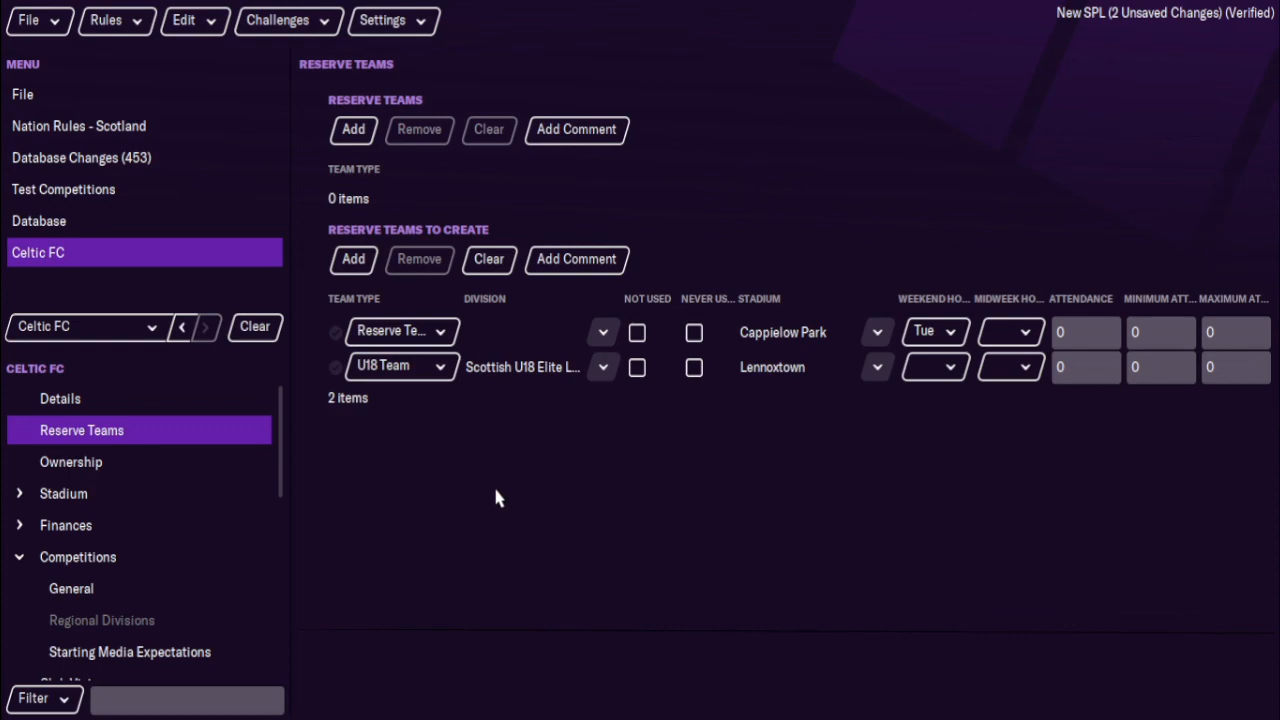 File Rules Edit Challenges Settings New SPL (2 Unsaved Changes) (Verified)
MENU
File
Nation Rules - Scotland
Database Changes (453)
Test Competitions
Database
Celtic FC
Celtic FC Clear
CELTIC FC
Details
Reserve Teams
Ownership
Stadium
Finances
Competitions
General
Regional Divisions
Starting Media Expectations
Filter
RESERVE TEAMS
RESERVE TEAMS
Add Remove Clear Add Comment
TEAM TYPE
0 items
RESERVE TEAMS TO CREATE
Add Remove Clear Add Comment
TEAM TYPE DIVISION NOT USED NEVER US... STADIUM WEEKEND HO... MIDWEEK HO... ATTENDANCE MINIMUM ATT... MAXIMUM AT...
Reserve Te... Cappielow Park Tue 0 0 0
U18 Team Scottish U18 Elite L... Lennoxtown 0 0 0
2 items